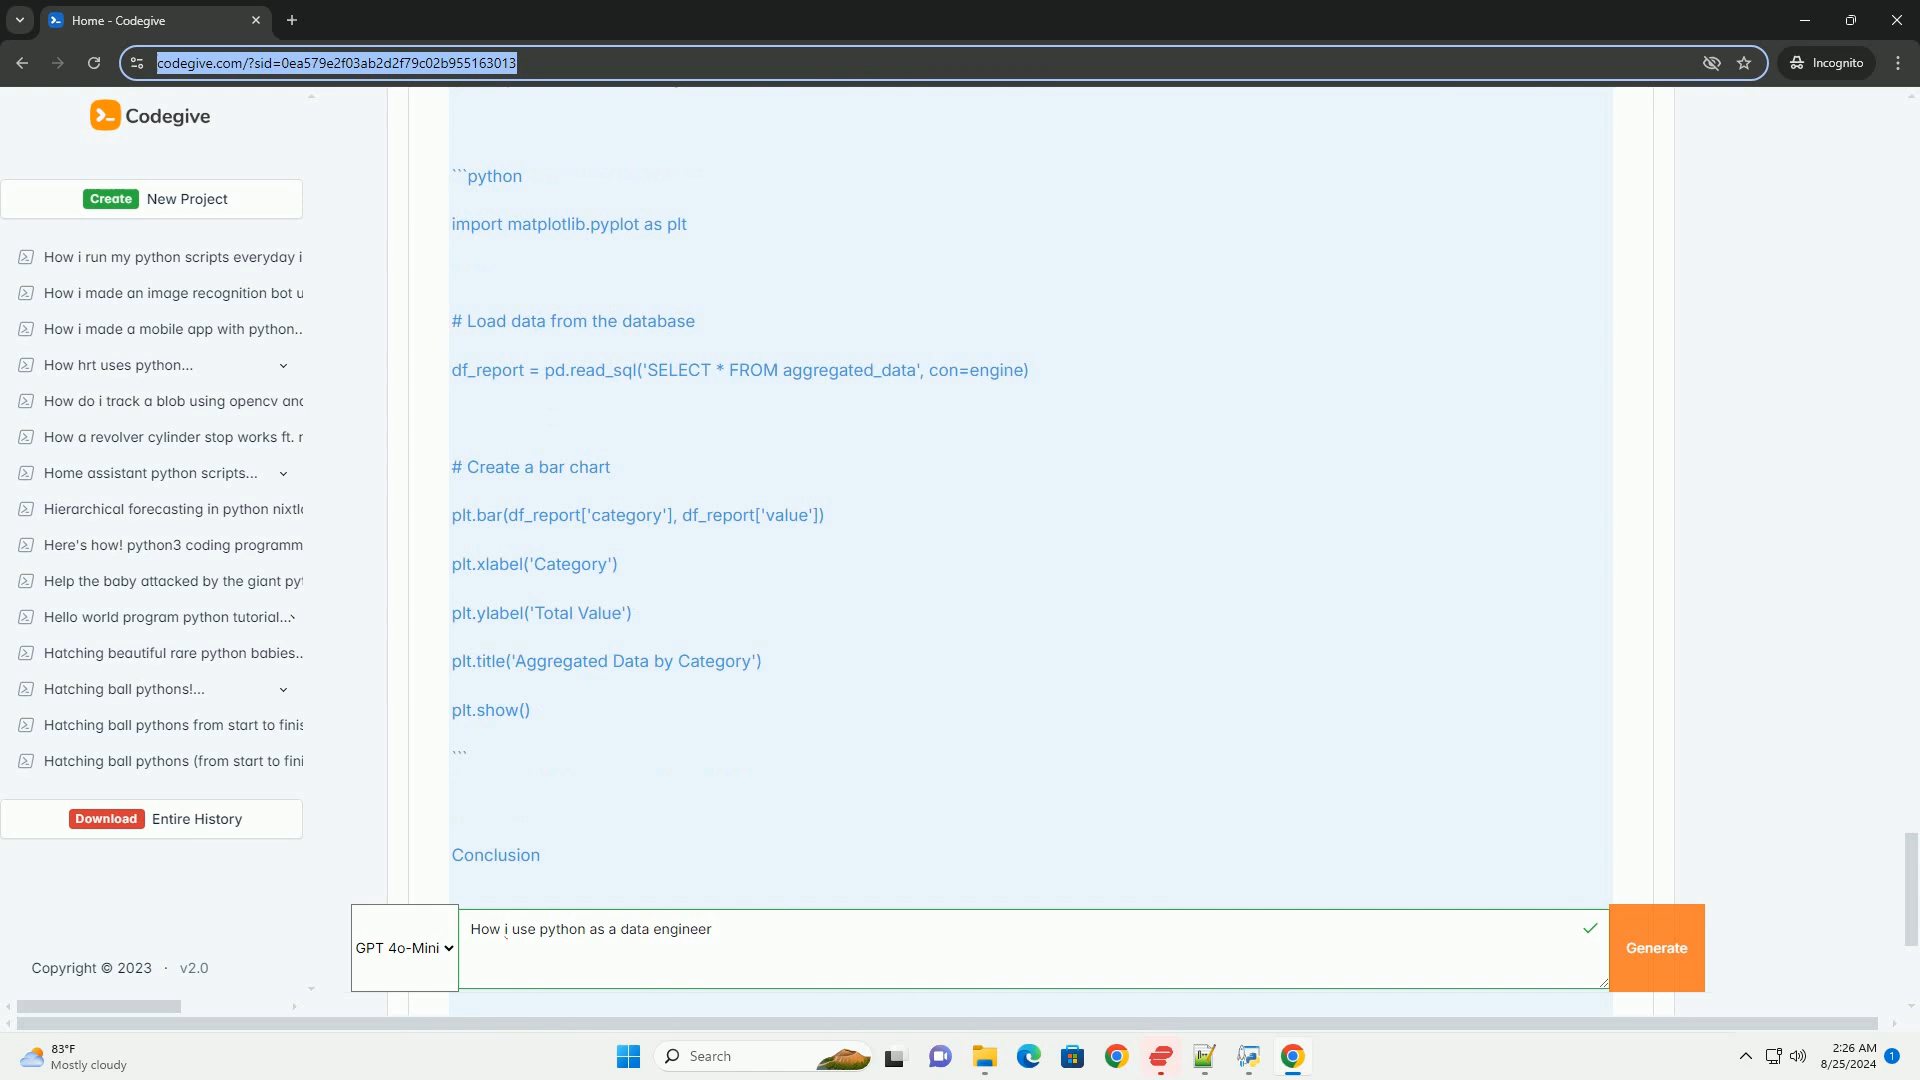 Home - Codegive
codegive.com/?sid=0ea579e2f03ab2d2f79c02b955163013
Incognito
Codegive
Create New Project
How i run my python scripts everyday i
How i made an image recognition bot u
How i made a mobile app with python..
How hrt uses python...
How do i track a blob using opencv and
How a revolver cylinder stop works ft. r
Home assistant python scripts...
Hierarchical forecasting in python nixtl
Here's how! python3 coding programm
Help the baby attacked by the giant pyt
Hello world program python tutorial...
Hatching beautiful rare python babies..
Hatching ball pythons!...
Hatching ball pythons from start to finis
Hatching ball pythons (from start to fini
Download Entire History
Copyright © 2023 · v2.0
```python
import matplotlib.pyplot as plt
# Load data from the database
df_report = pd.read_sql('SELECT * FROM aggregated_data', con=engine)
# Create a bar chart
plt.bar(df_report['category'], df_report['value'])
plt.xlabel('Category')
plt.ylabel('Total Value')
plt.title('Aggregated Data by Category')
plt.show()
```
Conclusion
GPT 4o-Mini
How i use python as a data engineer
Generate
83°F
Mostly cloudy
Search
2:26 AM
8/25/2024
1